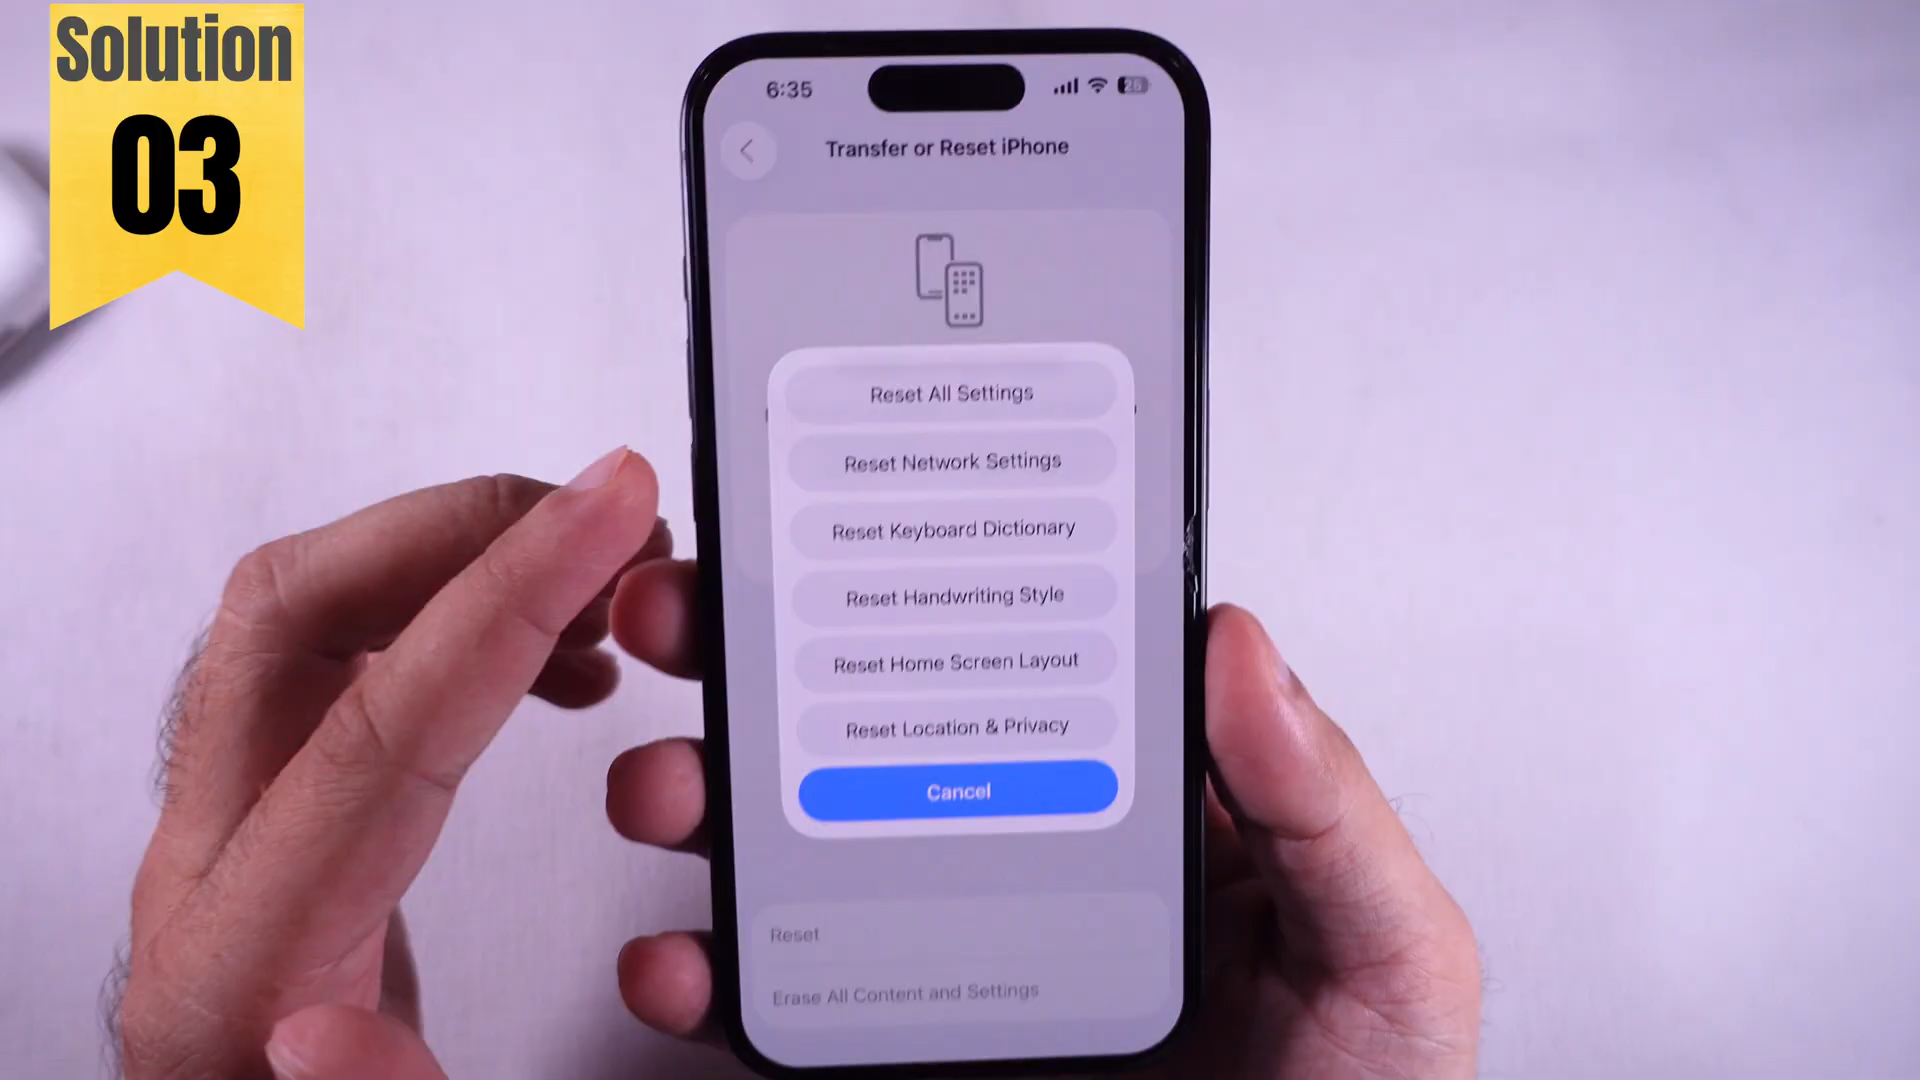 Solution
03
6:35
25
Transfer or Reset iPhone
Reset All Settings
Reset Network Settings
Reset Keyboard Dictionary
Reset Handwriting Style
Reset Home Screen Layout
Reset Location & Privacy
Cancel
Reset
Erase All Content and Settings